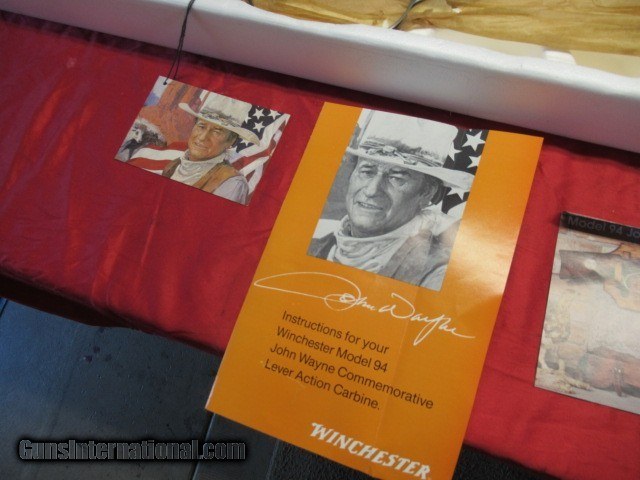 Model 94 Jo
John Wayne
Instructions for your
Winchester Model 94
John Wayne Commemorative
Lever Action Carbine.
WINCHESTER
GunsInternational.com